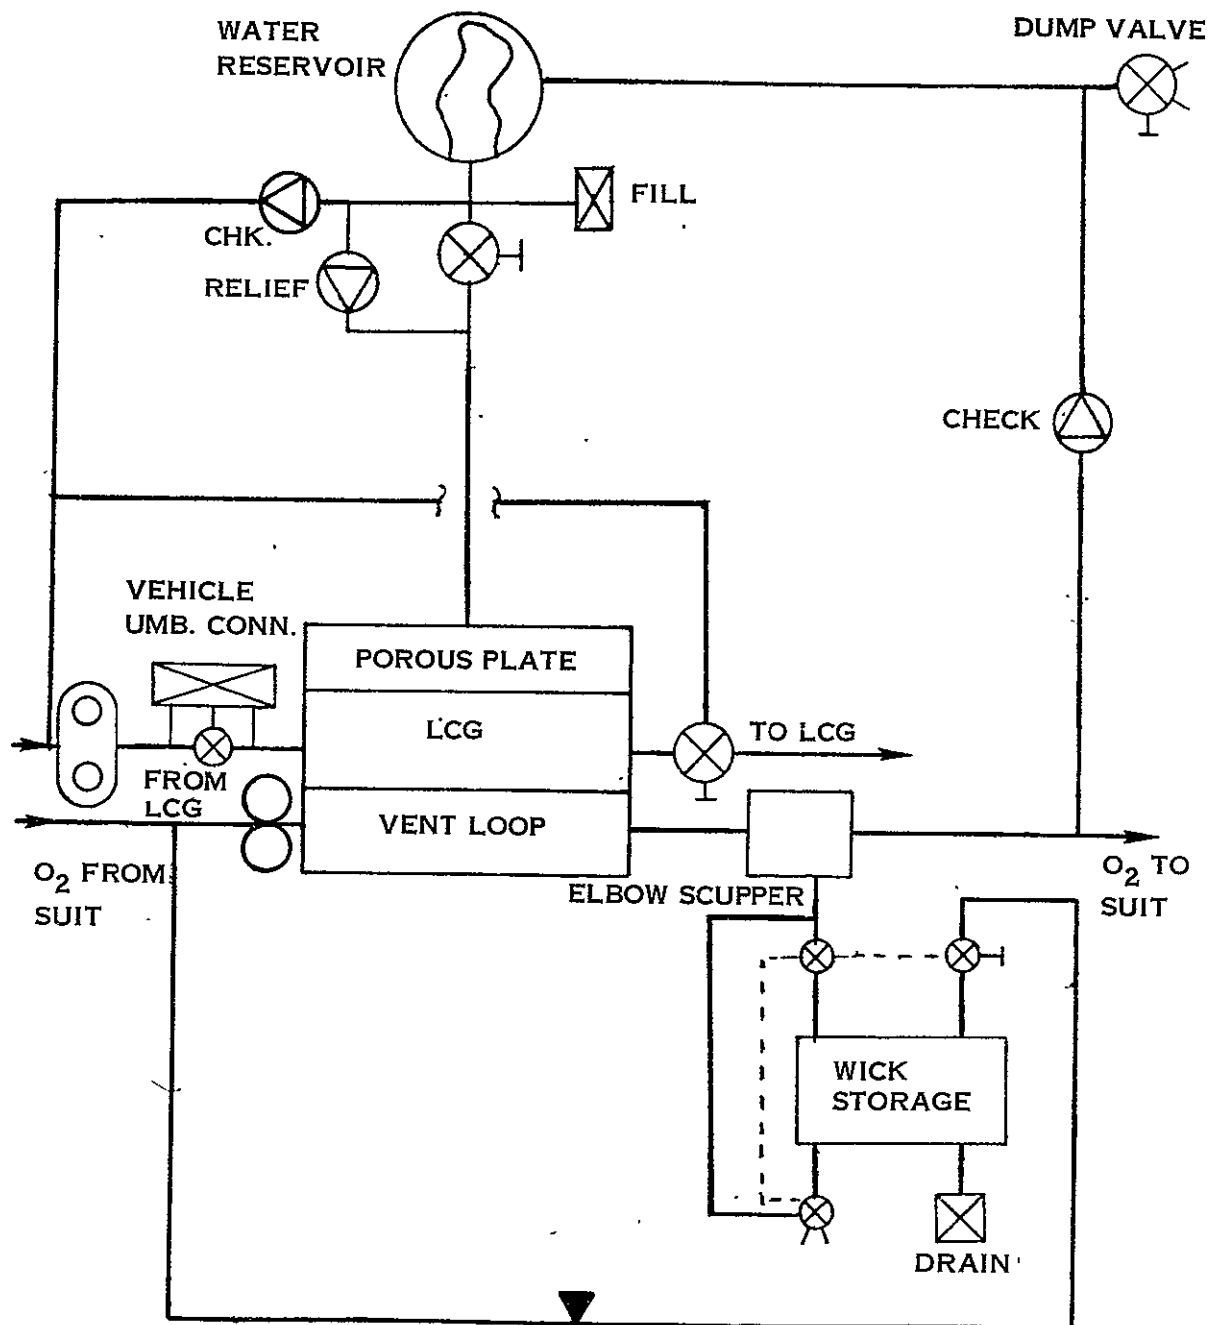 WATER
RESERVOIR
DUMP VALVE
FILL
CHK.
RELIEF
CHECK
VEHICLE
UMB. CONN.
POROUS PLATE
LCG
TO LCG
FROM
LCG
VENT LOOP
O₂ FROM
SUIT
ELBOW SCUPPER
O₂ TO
SUIT
WICK
STORAGE
DRAIN